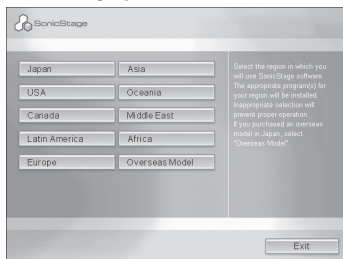 SonicStage
Japan
Asia
USA
Oceania
Canada
Middle East
Latin America
Africa
Europe
Overseas Model
Select the region in which you
will use SonicStage software.
The appropriate program(s) for
your region will be installed.
Inappropriate selection will
prevent proper operation.
If you purchased an overseas
model in Japan, select
"Overseas Model".
Exit